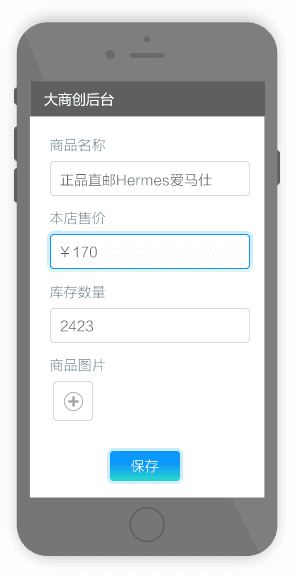 大商创后台
商品名称
正品直邮Hermes爱马仕
本店售价
￥170
库存数量
2423
商品图片
保存